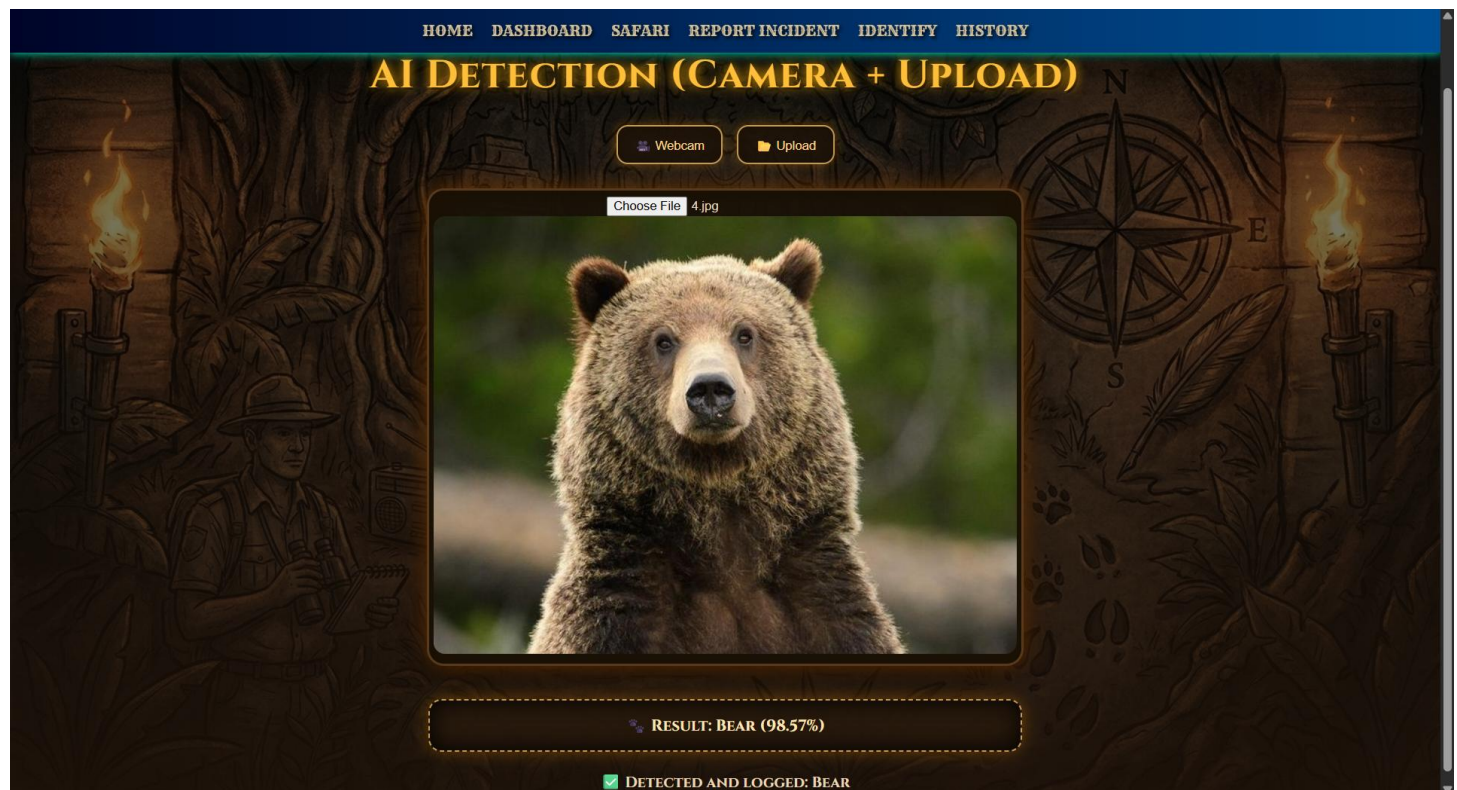 HOME DASHBOARD SAFARI REPORT INCIDENT IDENTIFY HISTORY
AI Detection (Camera + Upload)
Webcam Upload
N
E
S
Choose File 4.jpg
Result: Bear (98.57%)
Detected and logged: Bear